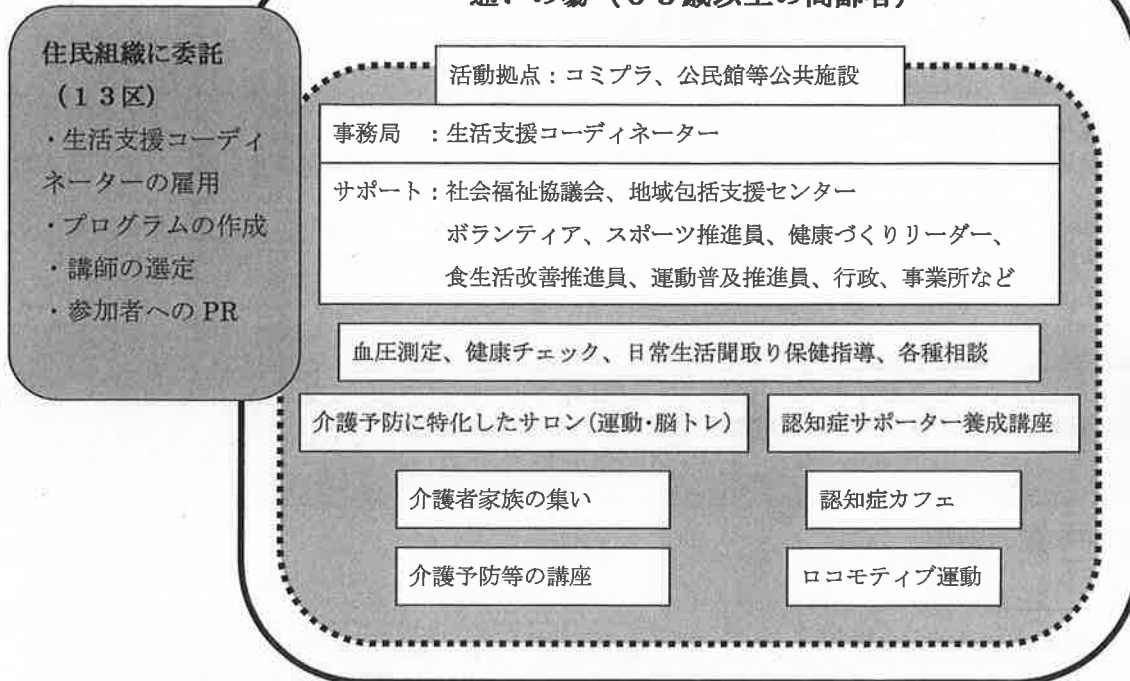 住民組織に委託
(13区)
・生活支援コーディ
ネーターの雇用
・プログラムの作成
・講師の選定
・参加者への PR
活動拠点:コミプラ、公民館等公共施設
事務局 :生活支援コーディネーター
サポート:社会福祉協議会、地域包括支援センター
ボランティア、スポーツ推進員、健康づくりリーダー、
食生活改善推進員、運動普及推進員、行政、事業所など
血圧測定、健康チェック、日常生活聞取り保健指導、各種相談
介護予防に特化したサロン(運動・脳トレ)
認知症サポーター養成講座
介護者家族の集い
認知症カフェ
介護予防等の講座
ロコモティブ運動